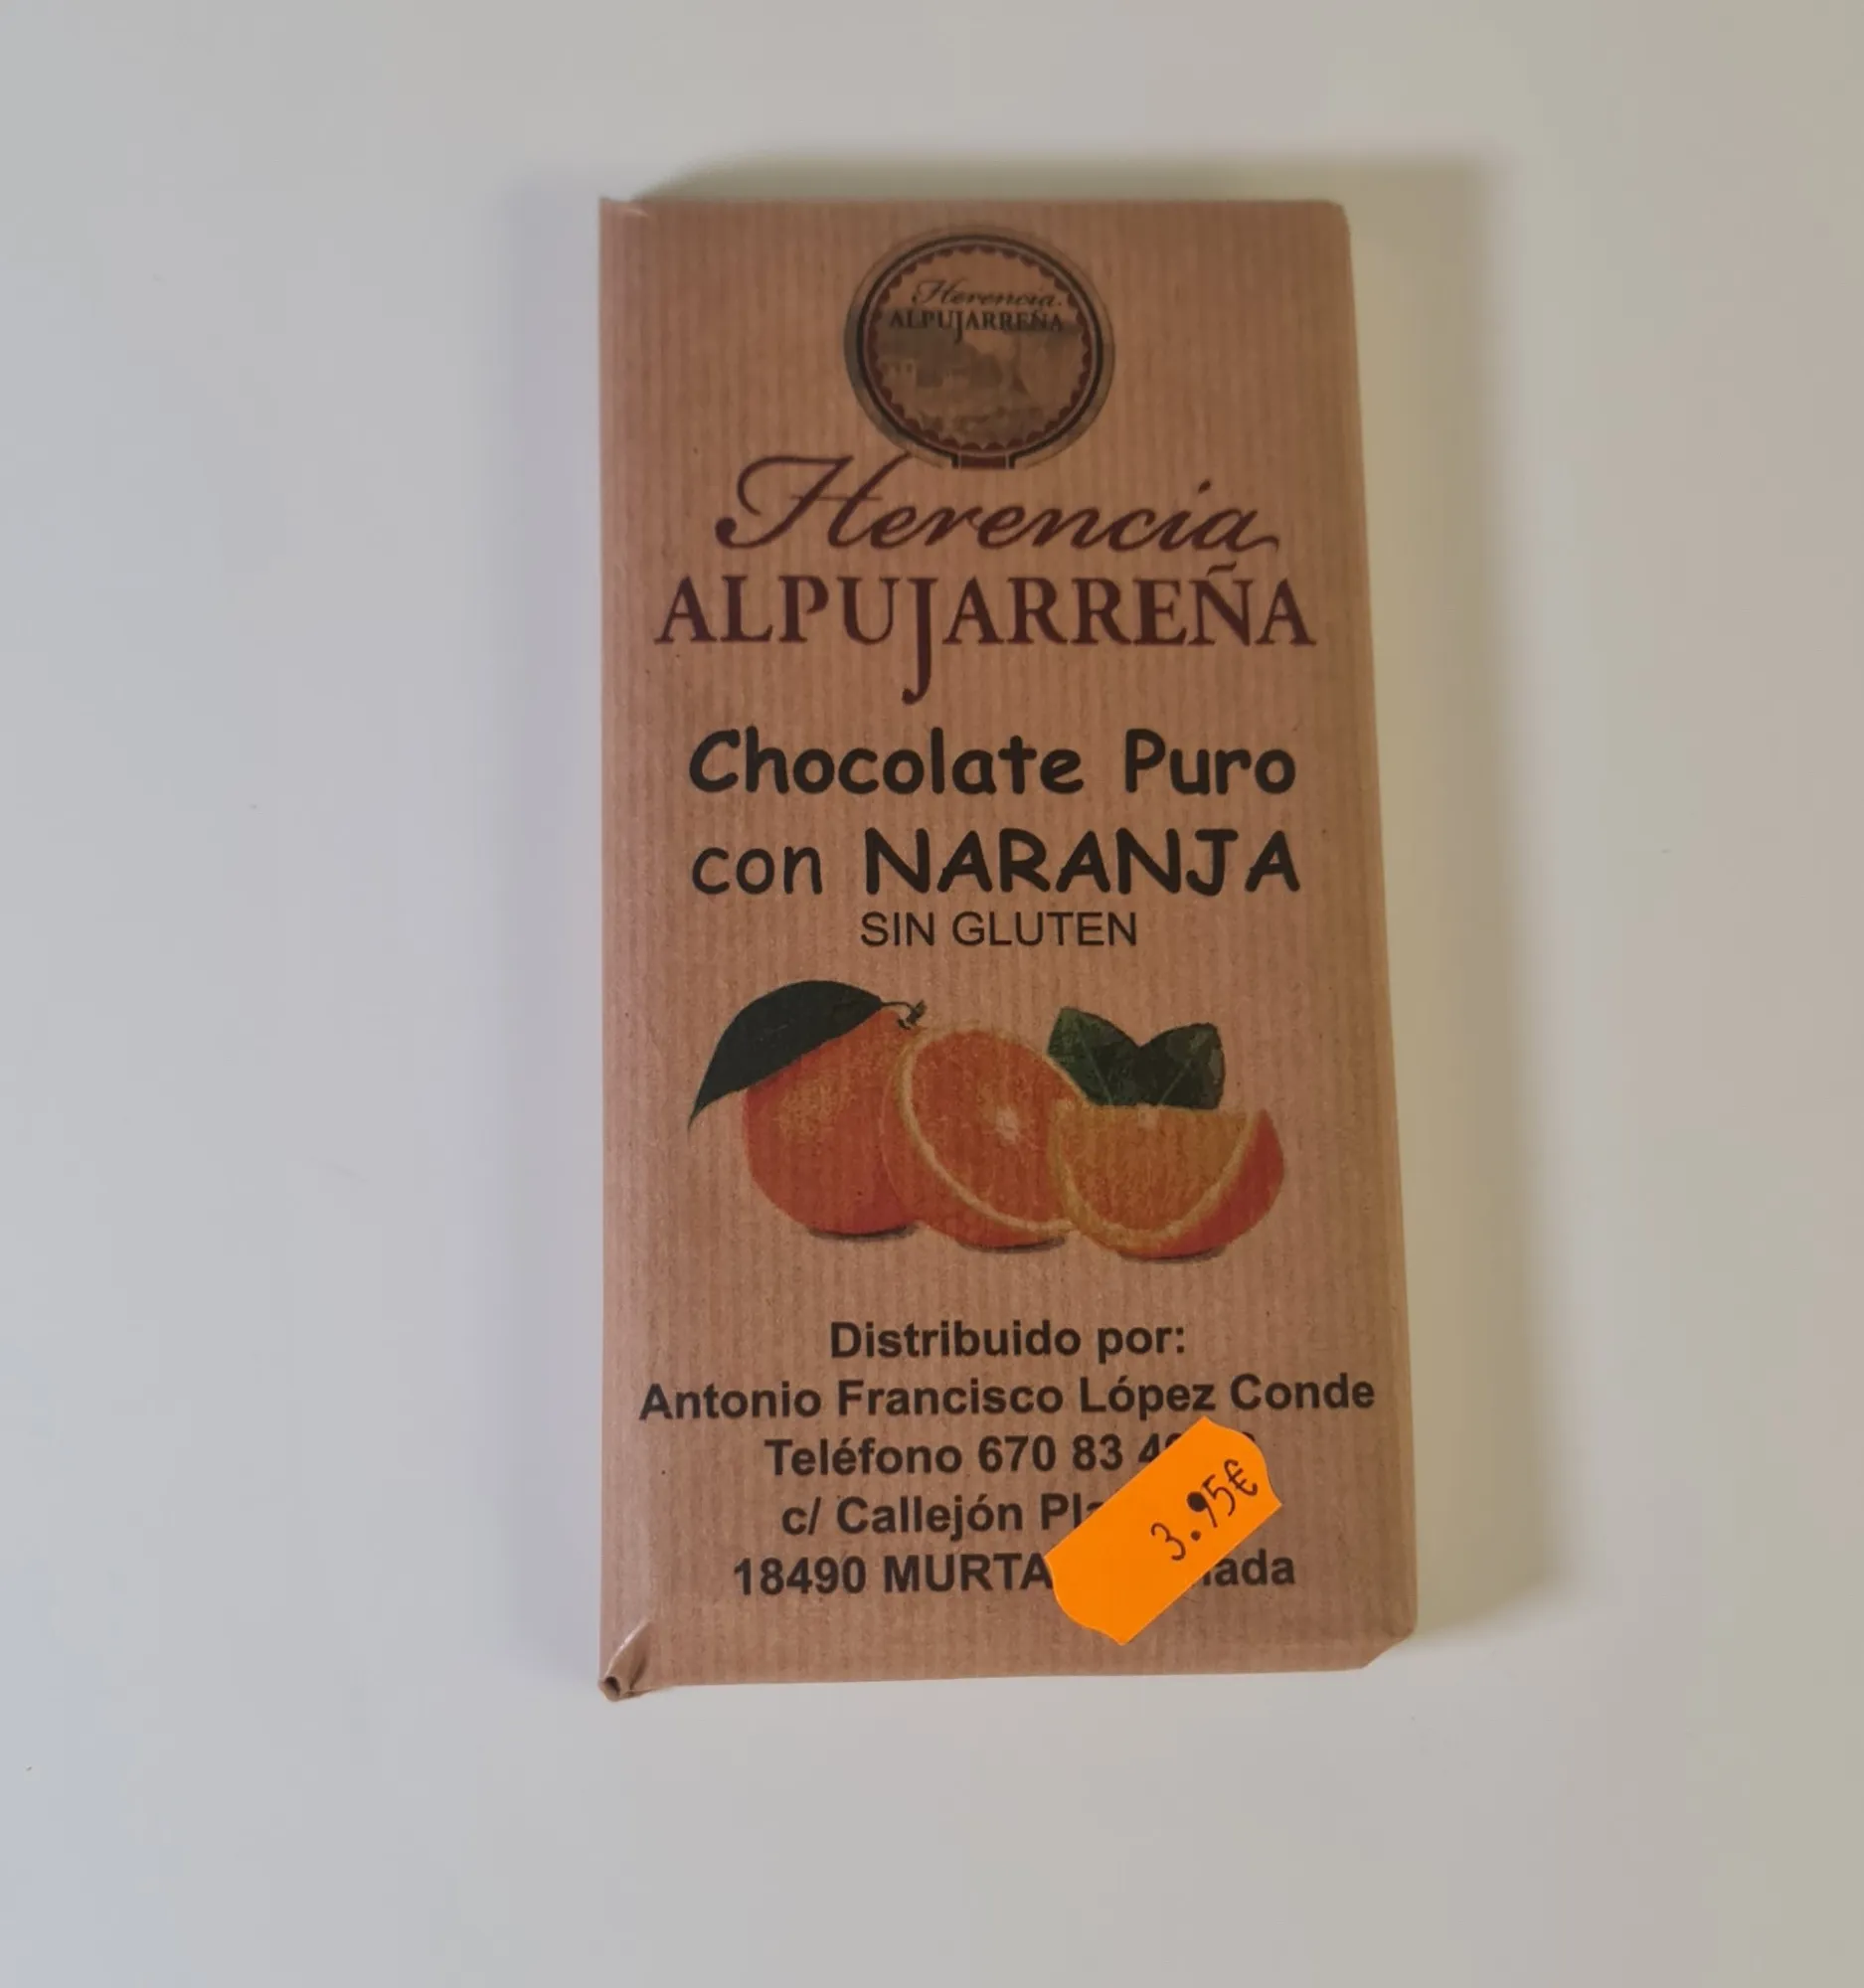 Herencia
ALPUJARREÑA
Herencia
ALPUJARREÑA
Chocolate Puro
con NARANJA
SIN GLUTEN
Distribuido por:
Antonio Francisco López Conde
Teléfono 670 83
c/ Callejón
18490 MURTA
3.95€